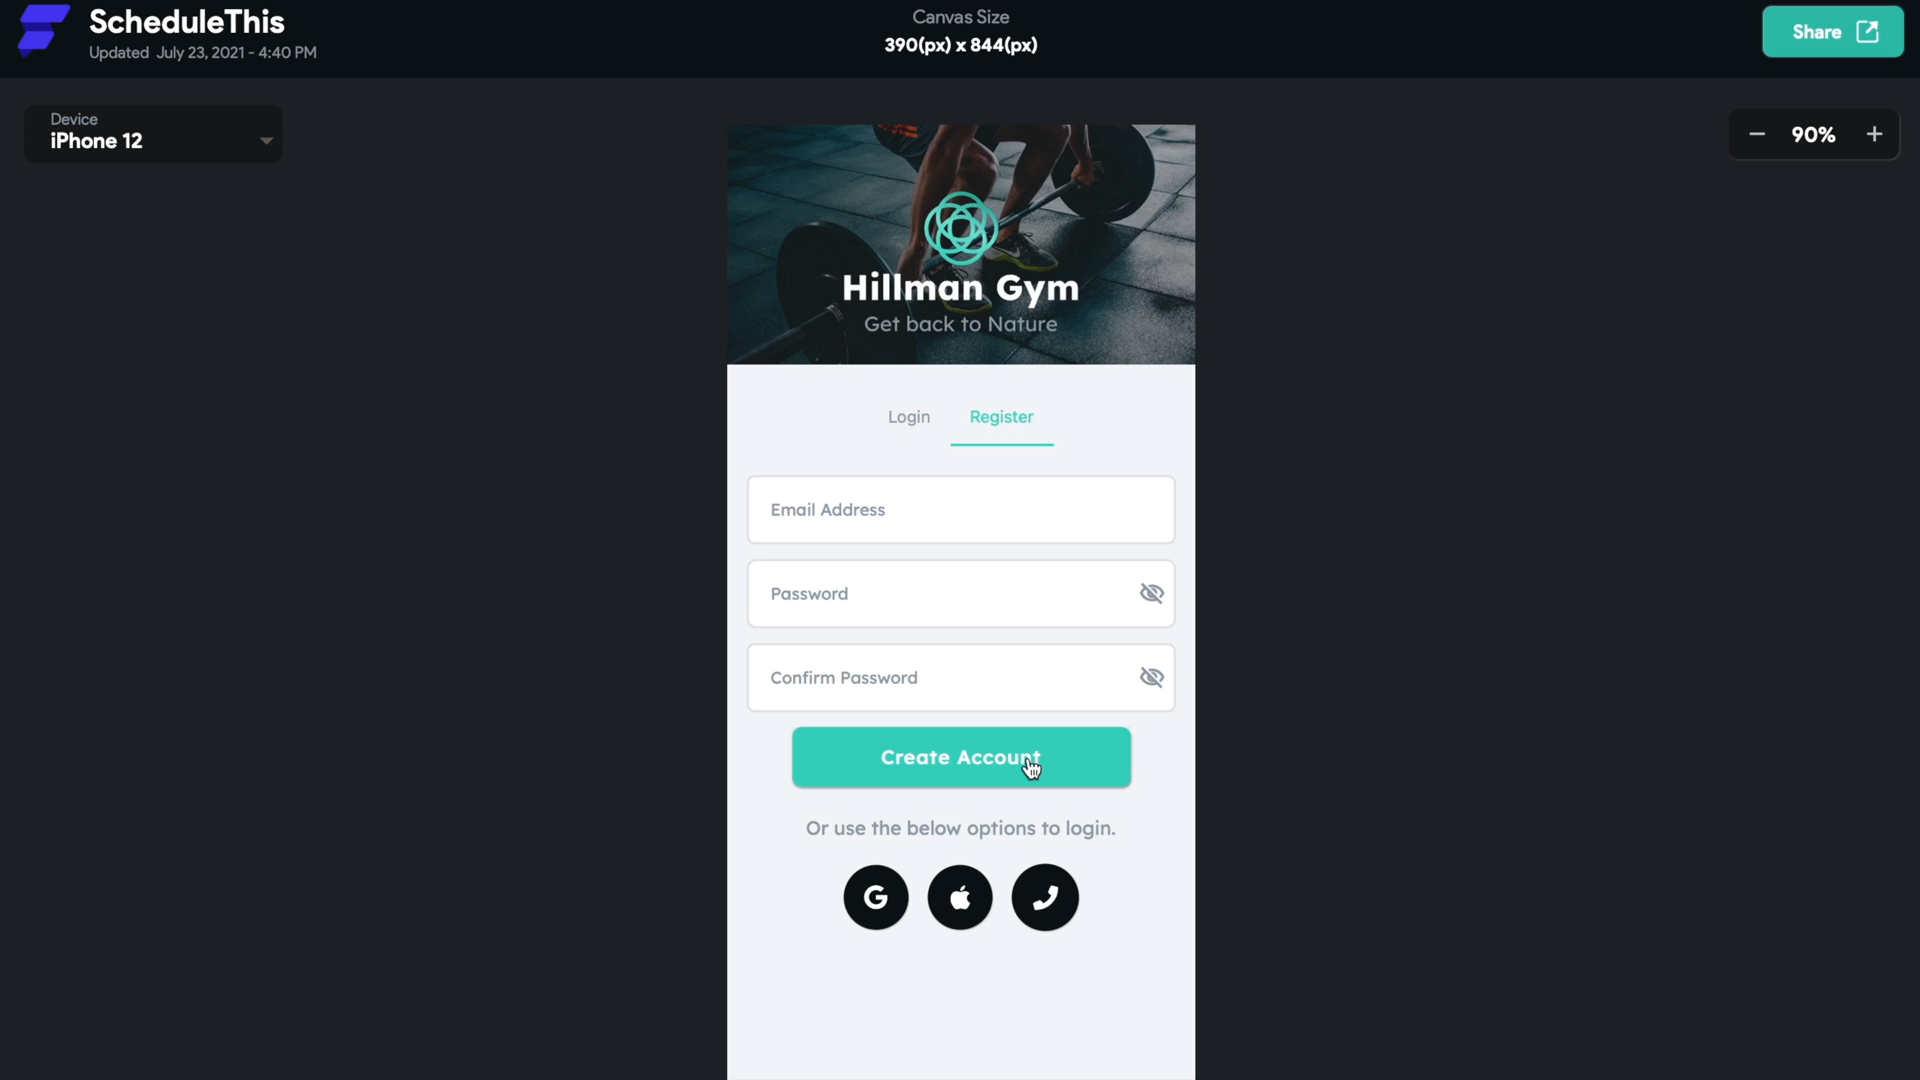 ScheduleThis
Updated July 23, 2021 - 4:40 PM
Canvas Size
390(px) x 844(px)
Share
Device
iPhone 12
90%
Hillman Gym
Get back to Nature
Login
Register
Email Address
Password
Confirm Password
Create Account
Or use the below options to login.